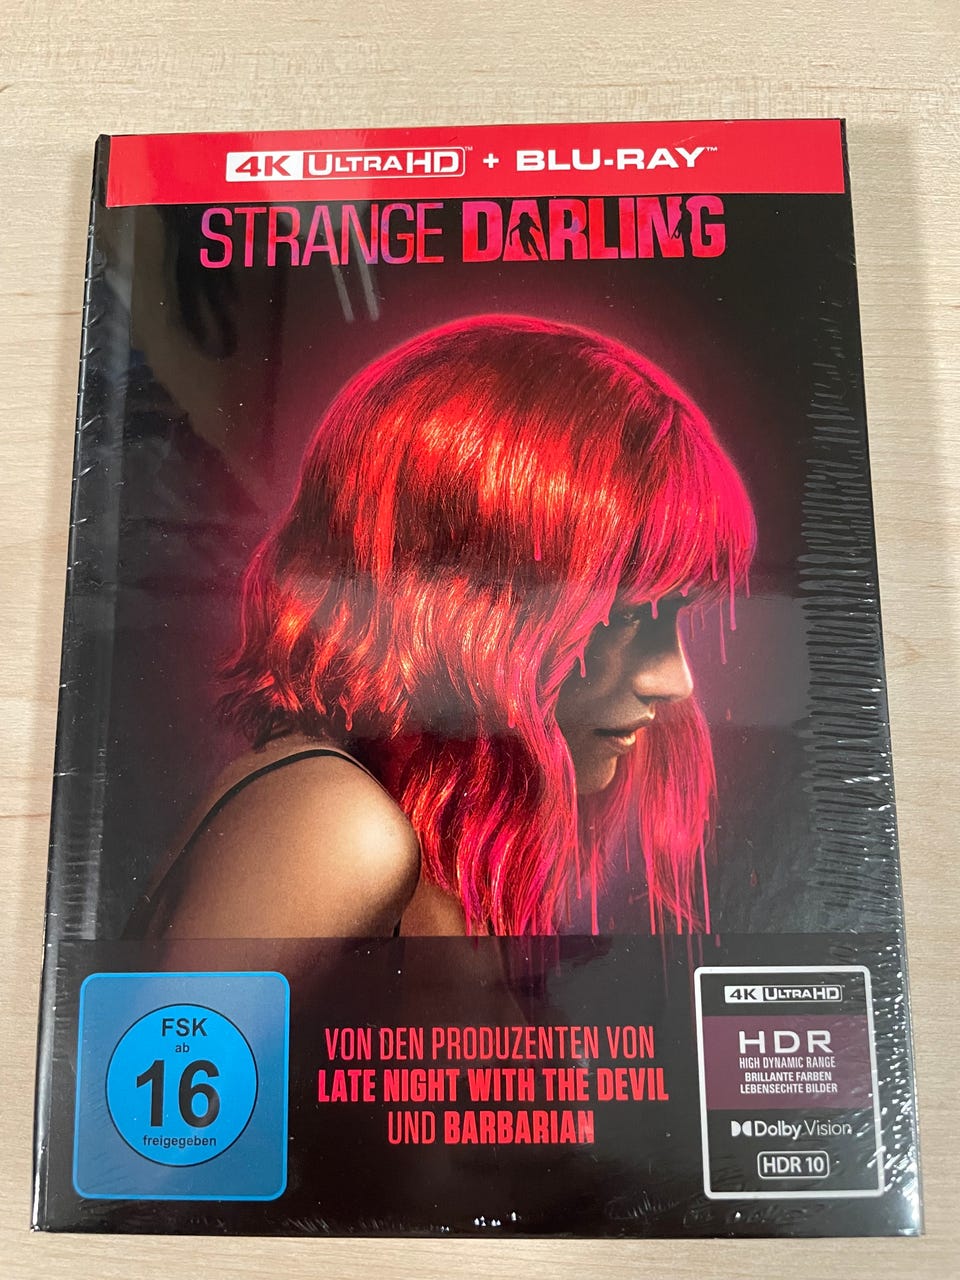 4K ULTRA HD™ + BLU-RAY™
STRANGE DARLING
FSK
ab
16
freigegeben
VON DEN PRODUZENTEN VON
LATE NIGHT WITH THE DEVIL
UND BARBARIAN
4K ULTRA HD
HDR
HIGH DYNAMIC RANGE
BRILLANTE FARBEN
LEBENSECHTE BILDER
Dolby Vision
HDR 10